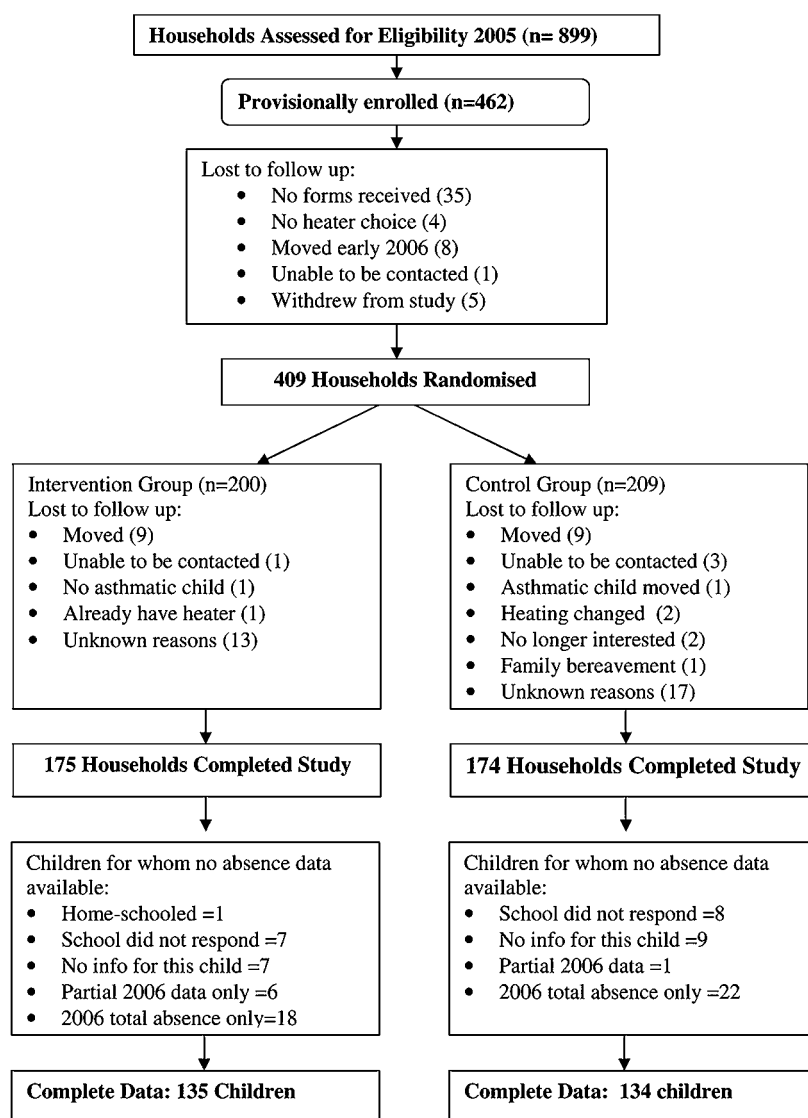 Households Assessed for Eligibility 2005 (n= 899)
Provisionally enrolled (n=462)
Lost to follow up:
• No forms received (35)
• No heater choice (4)
• Moved early 2006 (8)
• Unable to be contacted (1)
• Withdrew from study (5)
409 Households Randomised
Intervention Group (n=200)
Lost to follow up:
• Moved (9)
• Unable to be contacted (1)
• No asthmatic child (1)
• Already have heater (1)
• Unknown reasons (13)
Control Group (n=209)
Lost to follow up:
• Moved (9)
• Unable to be contacted (3)
• Asthmatic child moved (1)
• Heating changed (2)
• No longer interested (2)
• Family bereavement (1)
• Unknown reasons (17)
175 Households Completed Study
174 Households Completed Study
Children for whom no absence data
available:
• Home-schooled =1
• School did not respond =7
• No info for this child =7
• Partial 2006 data only =6
• 2006 total absence only=18
Children for whom no absence data
available:
• School did not respond =8
• No info for this child =9
• Partial 2006 data =1
• 2006 total absence only =22
Complete Data: 135 Children
Complete Data: 134 children